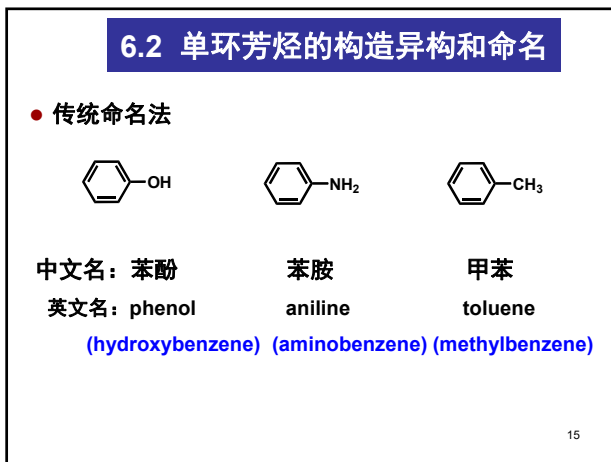 6.2 单环芳烃的构造异构和命名
● 传统命名法
OH NH₂ CH₃
中文名：苯酚 苯胺 甲苯
英文名：phenol aniline toluene
(hydroxybenzene) (aminobenzene) (methylbenzene)
15